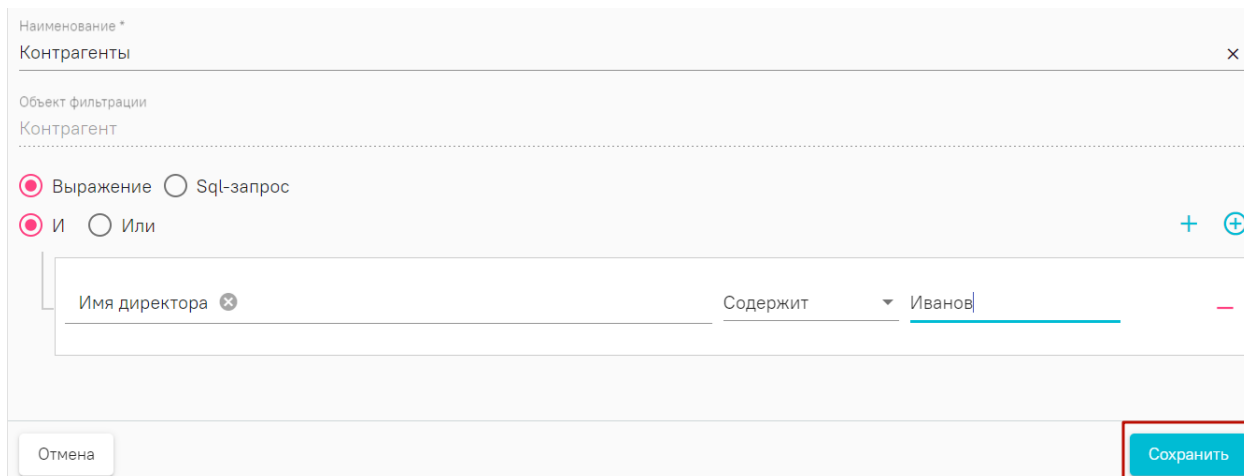 Наименование *
Контрагенты
Объект фильтрации
Контрагент
Выражение Sql-запрос
И Или
Имя директора Содержит Иванов
Отмена Сохранить